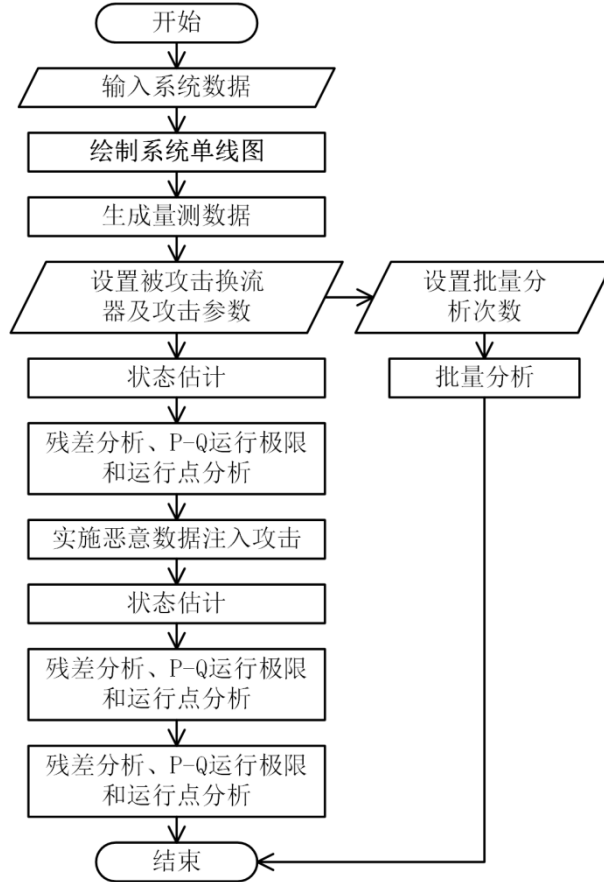 开始
输入系统数据
绘制系统单线图
生成量测数据
设置被攻击换流
器及攻击参数
设置批量分
析次数
状态估计
批量分析
残差分析、P-Q运行极限
和运行点分析
实施恶意数据注入攻击
状态估计
残差分析、P-Q运行极限
和运行点分析
残差分析、P-Q运行极限
和运行点分析
结束